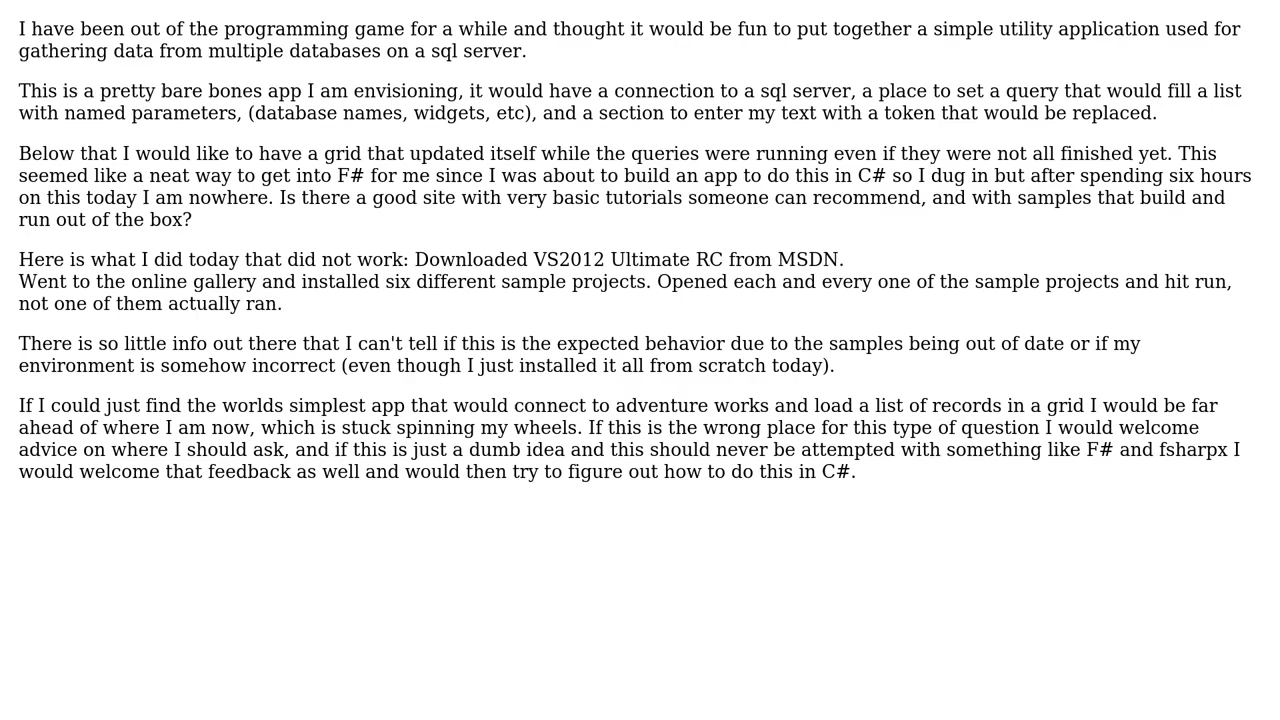 I have been out of the programming game for a while and thought it would be fun to put together a simple utility application used for
gathering data from multiple databases on a sql server.
This is a pretty bare bones app I am envisioning, it would have a connection to a sql server, a place to set a query that would fill a list
with named parameters, (database names, widgets, etc), and a section to enter my text with a token that would be replaced.
Below that I would like to have a grid that updated itself while the queries were running even if they were not all finished yet. This
seemed like a neat way to get into F# for me since I was about to build an app to do this in C# so I dug in but after spending six hours
on this today I am nowhere. Is there a good site with very basic tutorials someone can recommend, and with samples that build and
run out of the box?
Here is what I did today that did not work: Downloaded VS2012 Ultimate RC from MSDN.
Went to the online gallery and installed six different sample projects. Opened each and every one of the sample projects and hit run,
not one of them actually ran.
There is so little info out there that I can't tell if this is the expected behavior due to the samples being out of date or if my
environment is somehow incorrect (even though I just installed it all from scratch today).
If I could just find the worlds simplest app that would connect to adventure works and load a list of records in a grid I would be far
ahead of where I am now, which is stuck spinning my wheels. If this is the wrong place for this type of question I would welcome
advice on where I should ask, and if this is just a dumb idea and this should never be attempted with something like F# and fsharpx I
would welcome that feedback as well and would then try to figure out how to do this in C#.